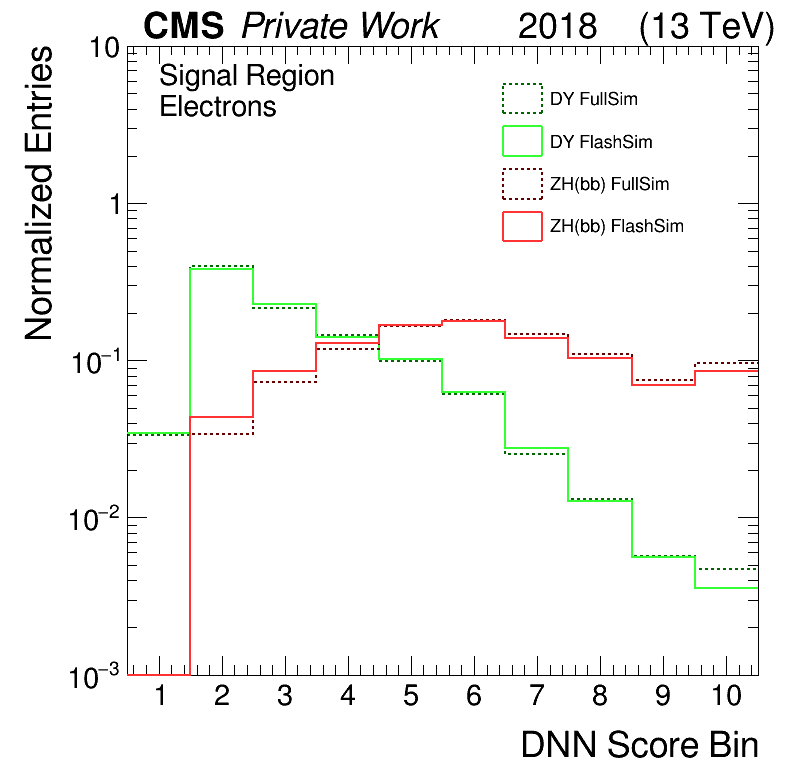 CMS Private Work 2018 (13 TeV)
Signal Region
Electrons
DY FullSim
DY FlashSim
ZH(bb) FullSim
ZH(bb) FlashSim
Normalized Entries
10
1
10⁻¹
10⁻²
10⁻³
1 2 3 4 5 6 7 8 9 10
DNN Score Bin